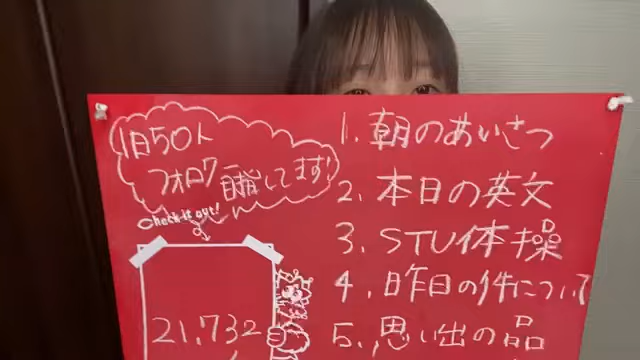 1日50人
フォロワー目指してます!
Check it out!
21,732
1. 朝のあいさつ
2. 本日の英文
3. STU体操
4. 昨日の件について
5. 思い出の品